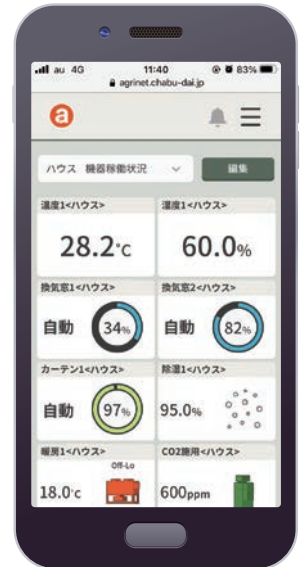 au 4G 11:40 83%
agrinet.chabu-dai.jp
a
ハウス 機器稼働状況 編集
温度1<ハウス> 湿度1<ハウス>
28.2℃ 60.0%
換気窓1<ハウス> 換気窓2<ハウス>
自動 34% 自動 82%
カーテン1<ハウス> 除湿1<ハウス>
自動 97% 95.0%
暖房1<ハウス> CO2施用<ハウス>
Off-Lo
18.0℃ 600ppm